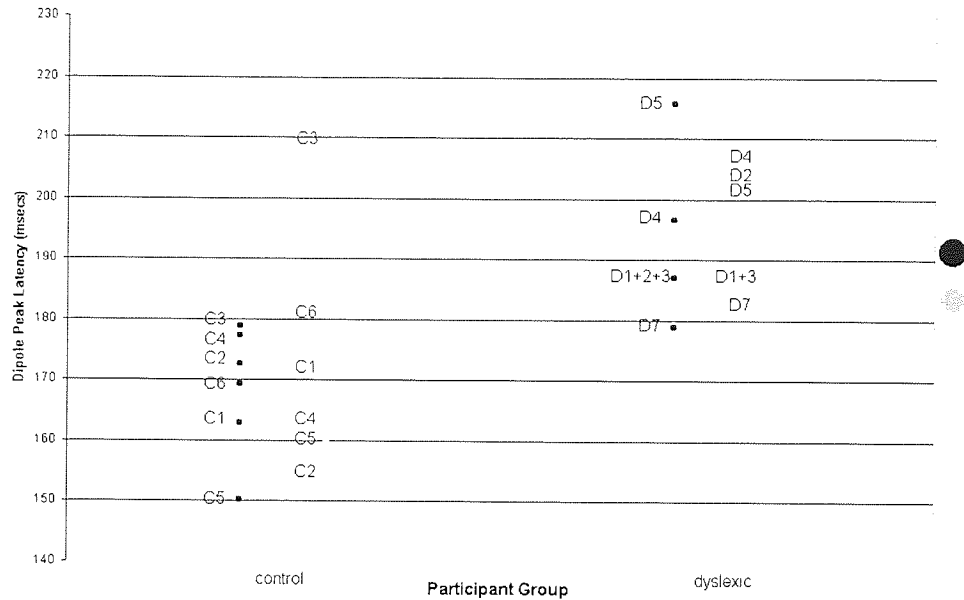 230
220
D5
210
C3
D4
D2
D5
200
D4
190
D1+2+3 D1+3
D7
C6
180
C3
D7
C4
C2
C1
170
C6
C1 C4
160
C5
C2
150
C5
140
Dipole Peak Latency (msecs)
control
dyslexic
Participant Group